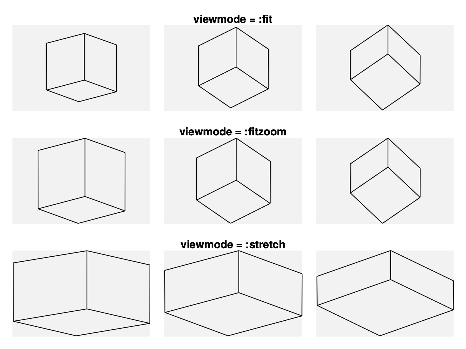 viewmode = :fit
viewmode = :fitzoom
viewmode = :stretch